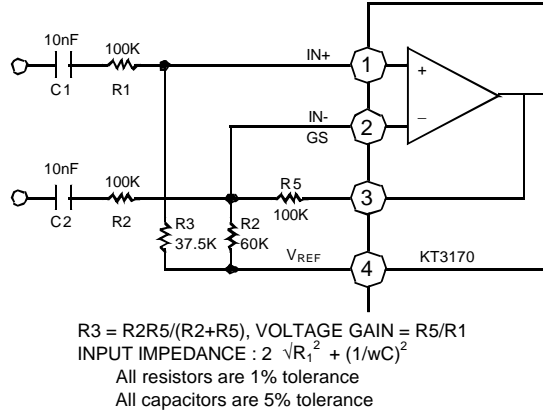 10nF
100K
IN+
1
+
C1
R1
IN-
2
–
GS
10nF
100K
R5
3
C2
R2
100K
R3
37.5K
R2
60K
VREF
4
KT3170
R3 = R2R5/(R2+R5), VOLTAGE GAIN = R5/R1
INPUT IMPEDANCE : 2 √R₁² + (1/wC)²
All resistors are 1% tolerance
All capacitors are 5% tolerance